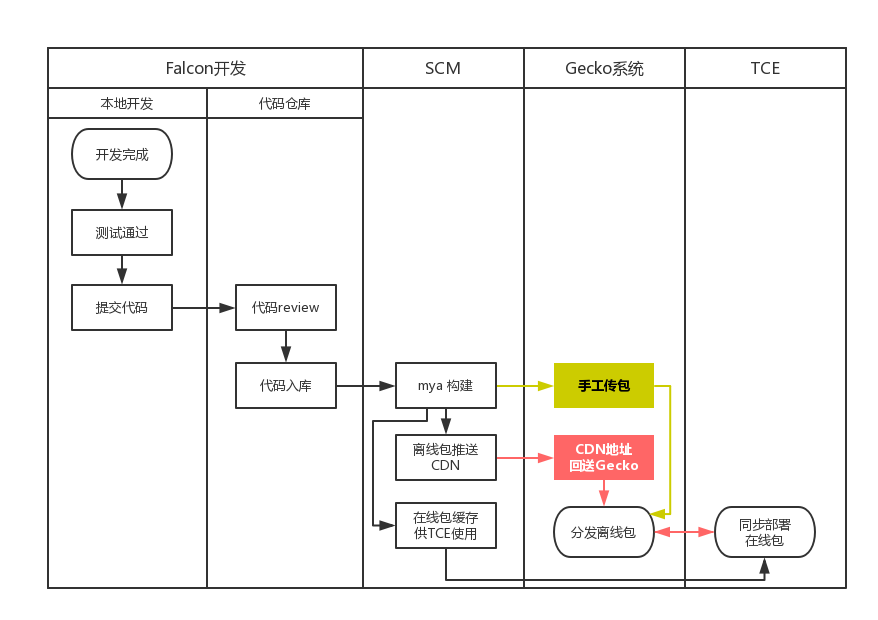 Falcon开发
SCM
Gecko系统
TCE
本地开发
代码仓库
开发完成
测试通过
提交代码
代码review
代码入库
mya 构建
手工传包
离线包推送
CDN
CDN地址
回送Gecko
在线包缓存
供TCE使用
分发离线包
同步部署
在线包